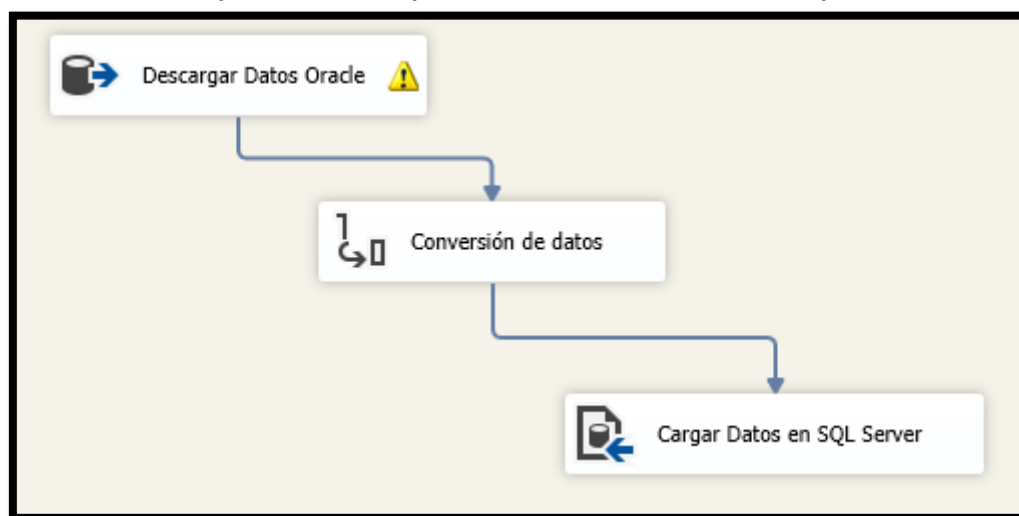 Descargar Datos Oracle
Conversión de datos
Cargar Datos en SQL Server